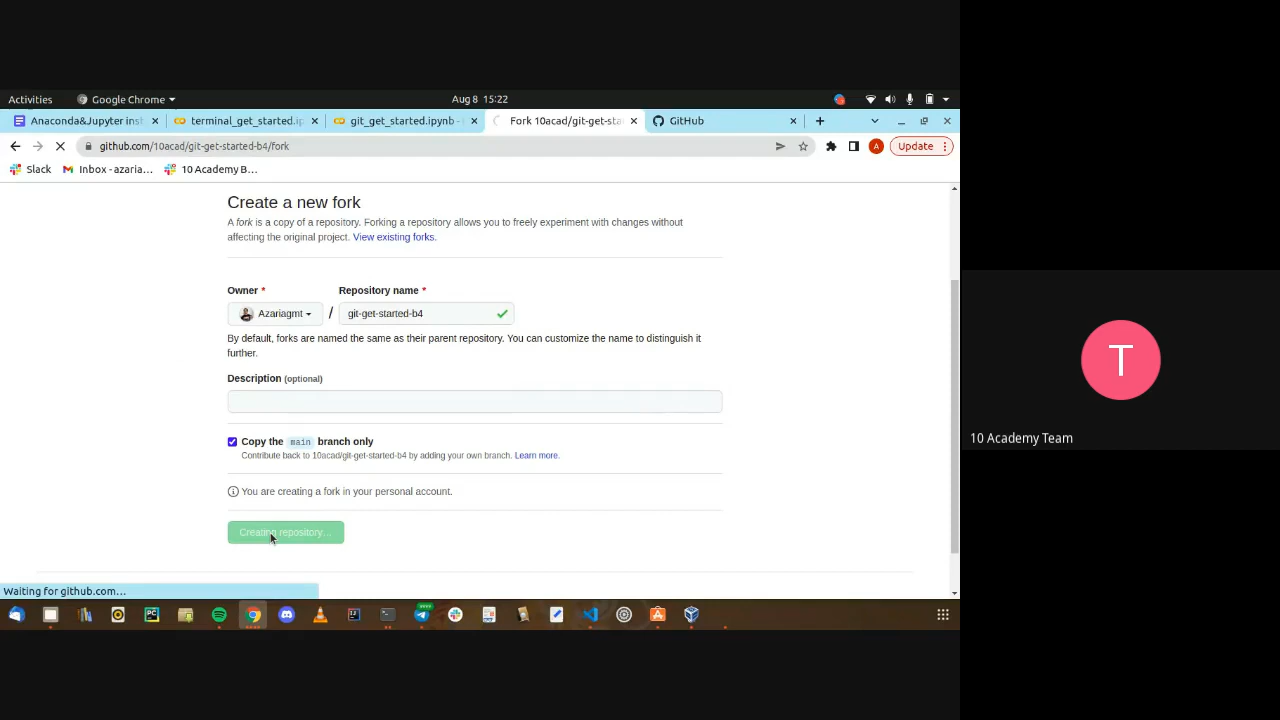 Activities
Google Chrome
Aug 8 15:22
Anaconda&Jupyter inst
terminal_get_started.ip
git_get_started.ipynb -
Fork 10acad/git-get-sta
GitHub
github.com/10acad/git-get-started-b4/fork
A
Update
Slack
Inbox - azaria...
10 Academy B...
Create a new fork
A fork is a copy of a repository. Forking a repository allows you to freely experiment with changes without
affecting the original project. View existing forks.
Owner *
Repository name *
Azariagmt
/
git-get-started-b4
By default, forks are named the same as their parent repository. You can customize the name to distinguish it
further.
Description (optional)
Copy the main branch only
Contribute back to 10acad/git-get-started-b4 by adding your own branch. Learn more.
You are creating a fork in your personal account.
Creating repository...
Waiting for github.com...
T
10 Academy Team